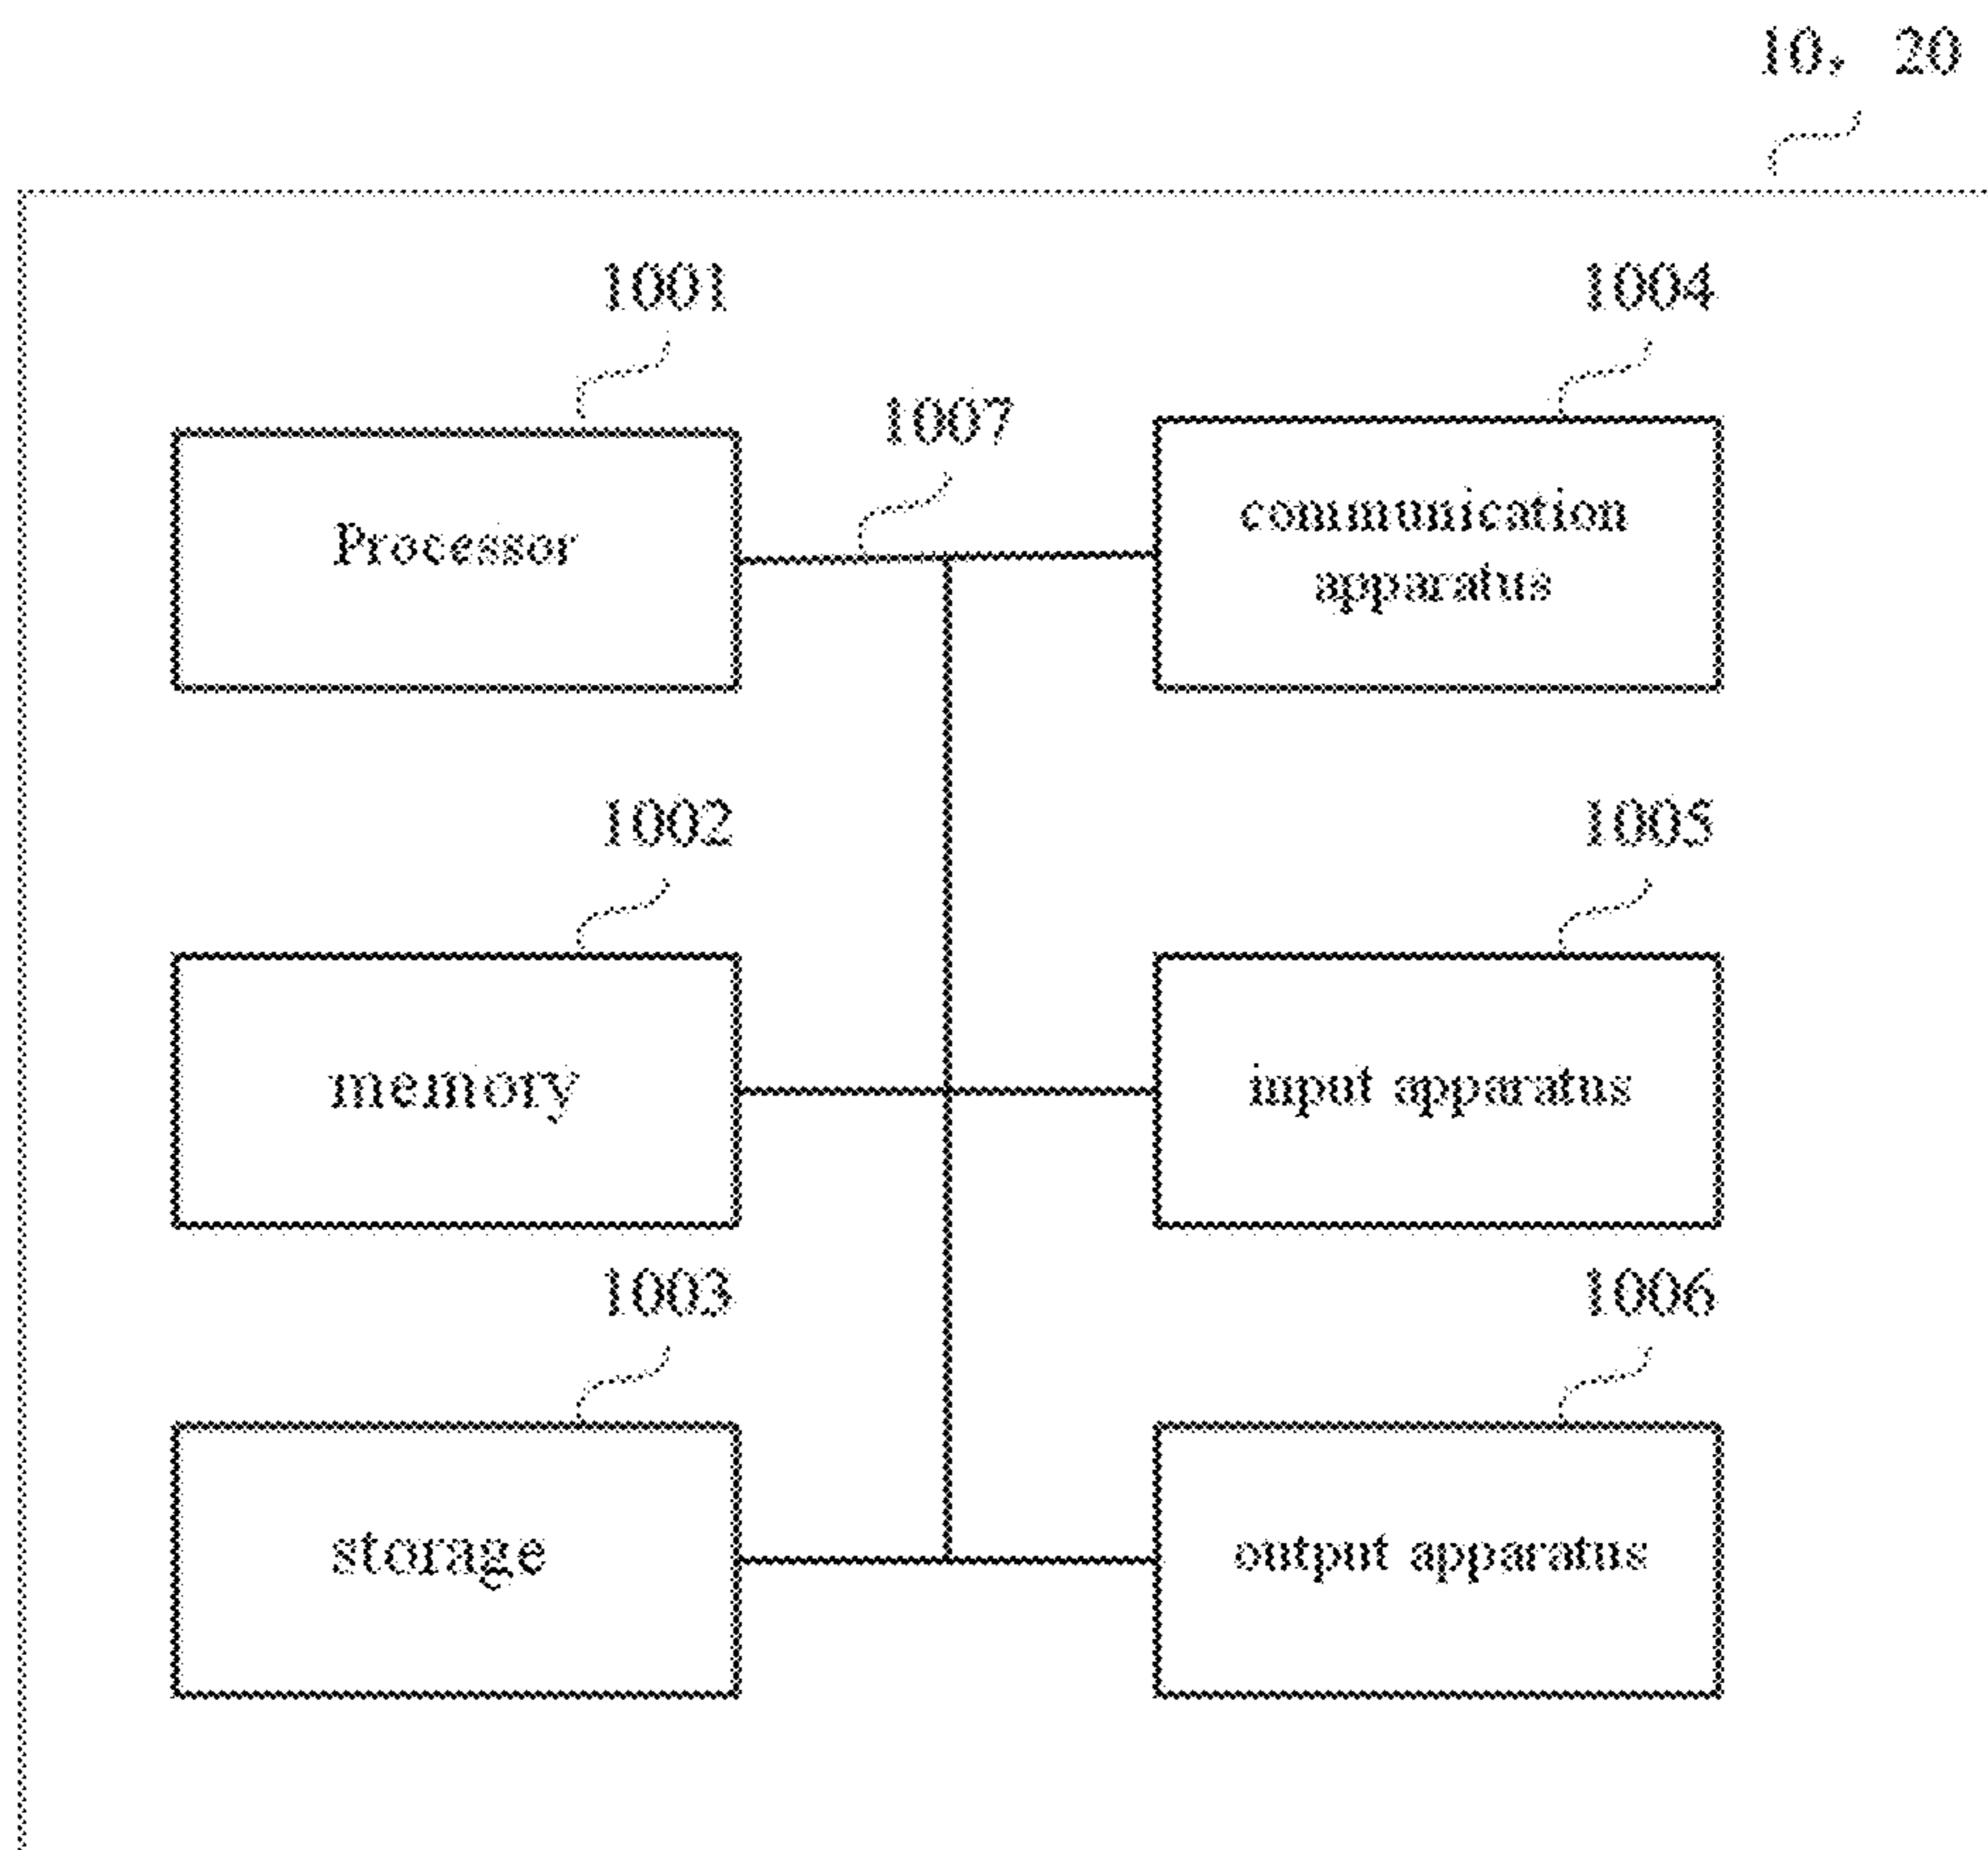 10， 20
1001
1004
1007
Processor
communication
apparatus
1002
1005
memory
input apparatus
1003
1006
storage
output apparatus